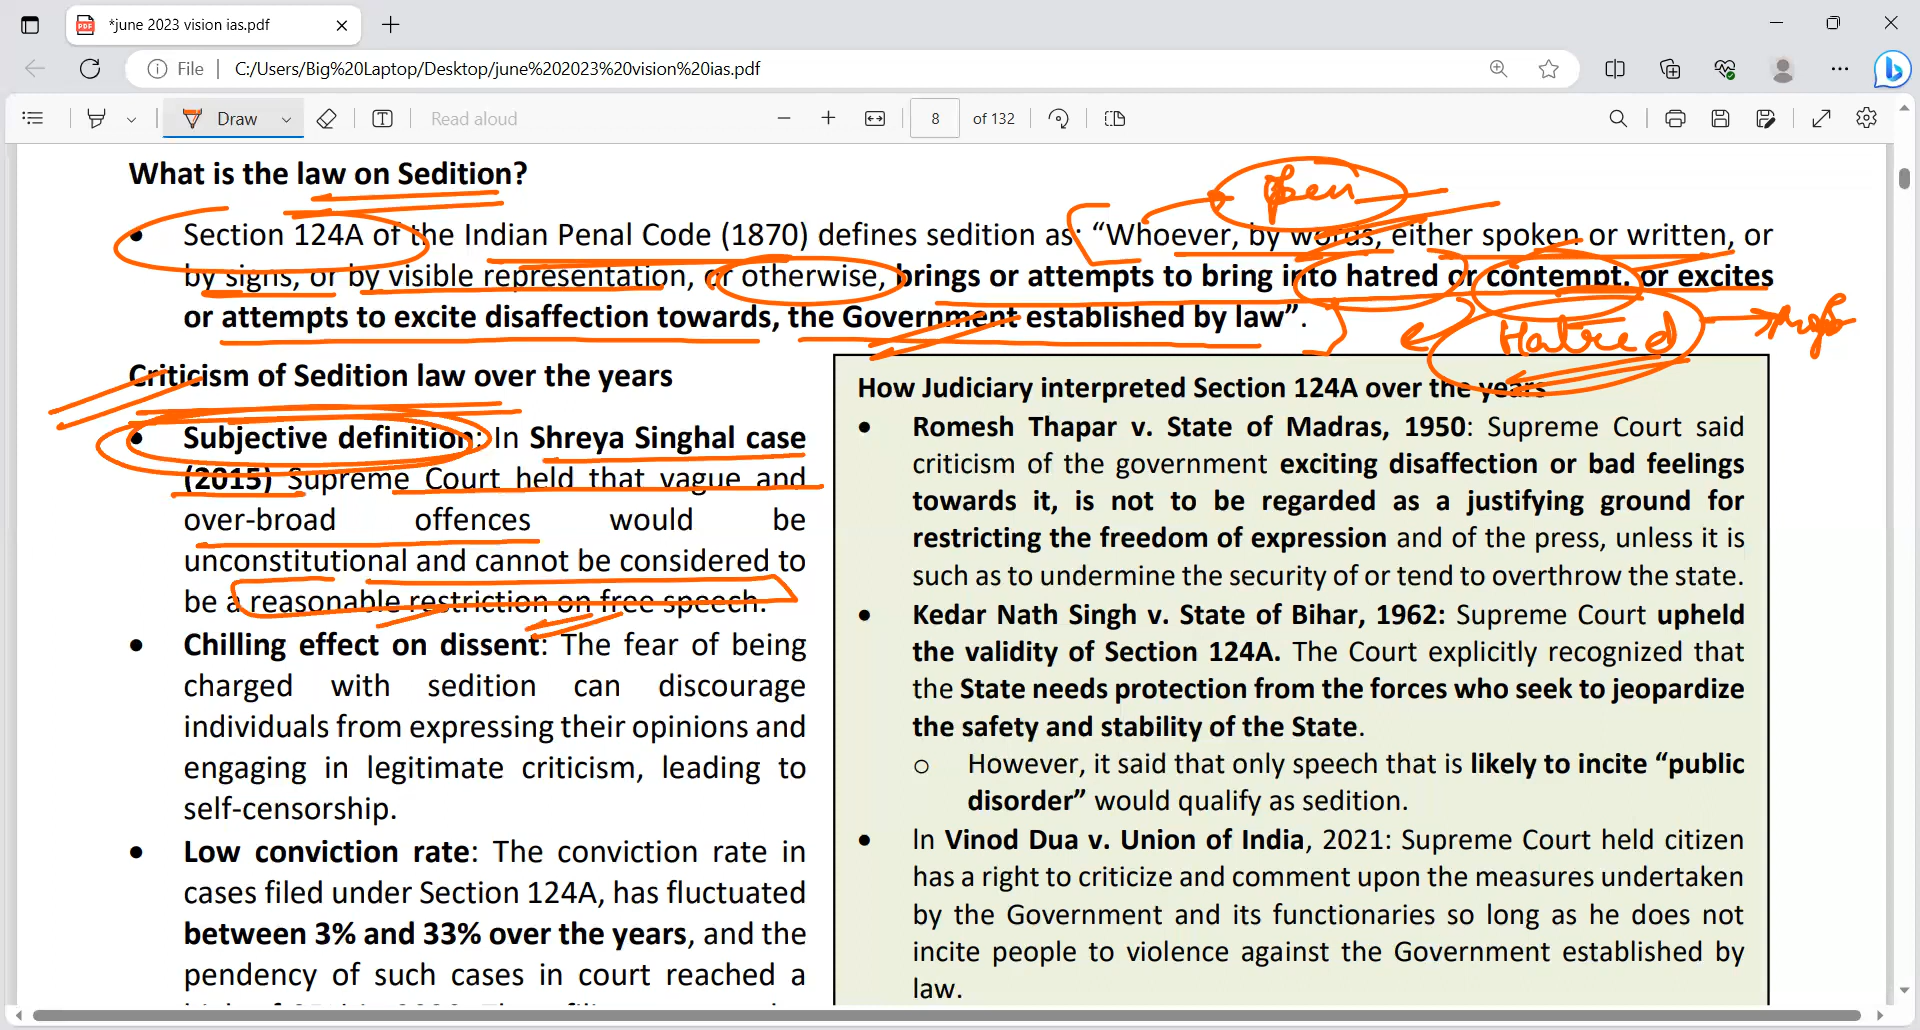 *june 2023 vision ias.pdf
File
C:/Users/Big%20Laptop/Desktop/june%202023%20vision%20ias.pdf
Draw
Read aloud
8
of 132
What is the law on Sedition?
Pen
• Section 124A of the Indian Penal Code (1870) defines sedition as: “Whoever, by words, either spoken or written, or
by signs, or by visible representation, or otherwise, brings or attempts to bring into hatred or contempt, or excites
or attempts to excite disaffection towards, the Government established by law”.
Hatred
Criticism of Sedition law over the years
• Subjective definition: In Shreya Singhal case
(2015) Supreme Court held that vague and
over-broad offences would be
unconstitutional and cannot be considered to
be a reasonable restriction on free speech.
• Chilling effect on dissent: The fear of being
charged with sedition can discourage
individuals from expressing their opinions and
engaging in legitimate criticism, leading to
self-censorship.
• Low conviction rate: The conviction rate in
cases filed under Section 124A, has fluctuated
between 3% and 33% over the years, and the
pendency of such cases in court reached a
How Judiciary interpreted Section 124A over the years
• Romesh Thapar v. State of Madras, 1950: Supreme Court said
criticism of the government exciting disaffection or bad feelings
towards it, is not to be regarded as a justifying ground for
restricting the freedom of expression and of the press, unless it is
such as to undermine the security of or tend to overthrow the state.
• Kedar Nath Singh v. State of Bihar, 1962: Supreme Court upheld
the validity of Section 124A. The Court explicitly recognized that
the State needs protection from the forces who seek to jeopardize
the safety and stability of the State.
o However, it said that only speech that is likely to incite “public
disorder” would qualify as sedition.
• In Vinod Dua v. Union of India, 2021: Supreme Court held citizen
has a right to criticize and comment upon the measures undertaken
by the Government and its functionaries so long as he does not
incite people to violence against the Government established by
law.